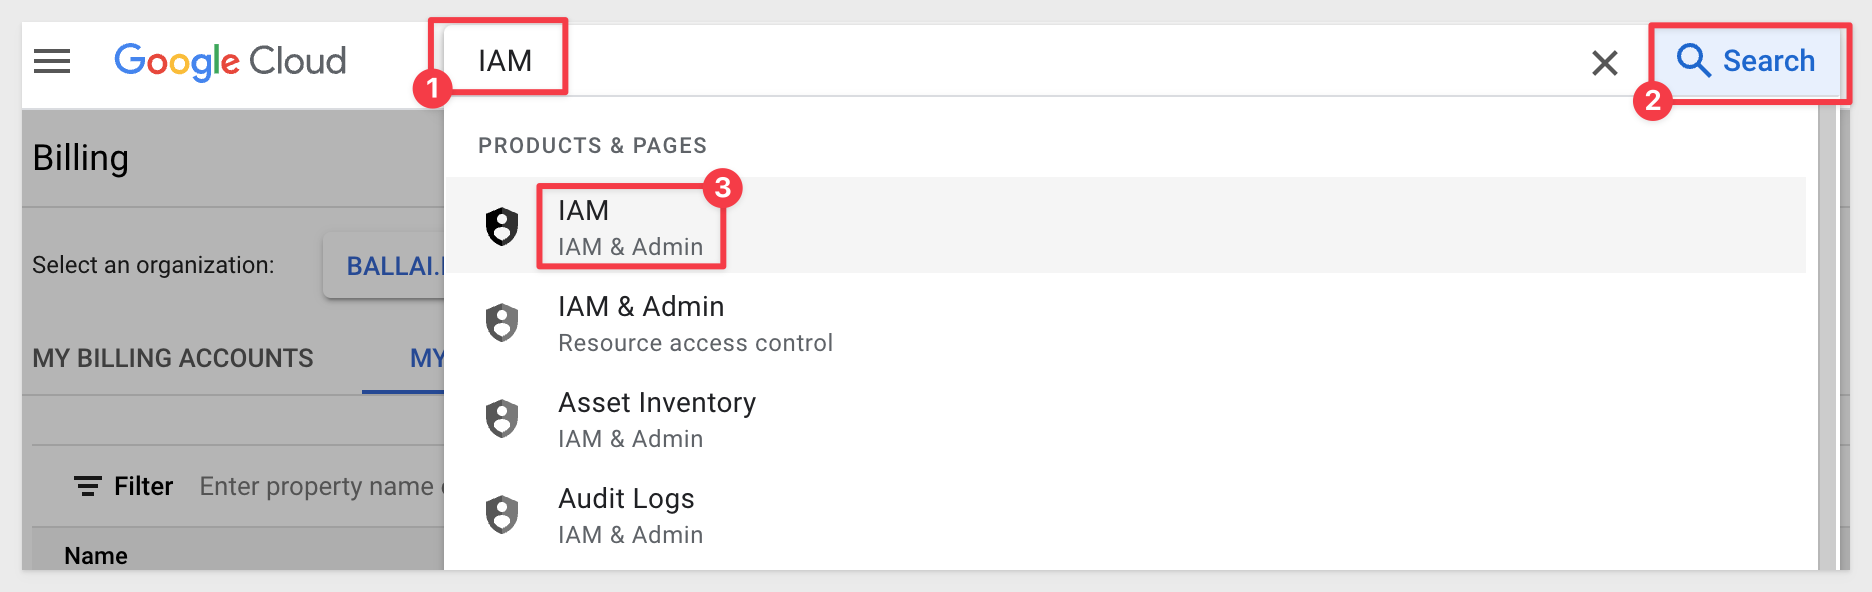 Google Cloud
IAM
Search
1
2
Billing
PRODUCTS & PAGES
3
IAM
IAM & Admin
Select an organization:
BALLAI.
IAM & Admin
Resource access control
MY BILLING ACCOUNTS
MY
Asset Inventory
IAM & Admin
Filter
Enter property name
Audit Logs
IAM & Admin
Name